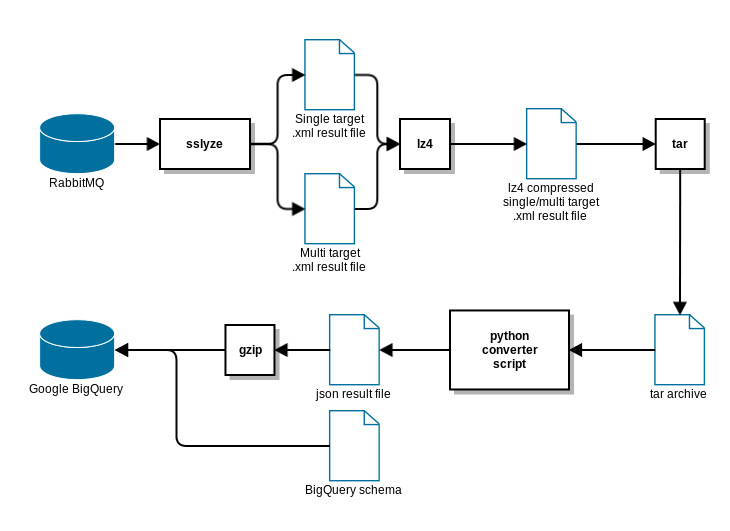 RabbitMQ
sslyze
Single target
.xml result file
Multi target
.xml result file
lz4
lz4 compressed
single/multi target
.xml result file
tar
Google BigQuery
gzip
json result file
python
converter
script
tar archive
BigQuery schema